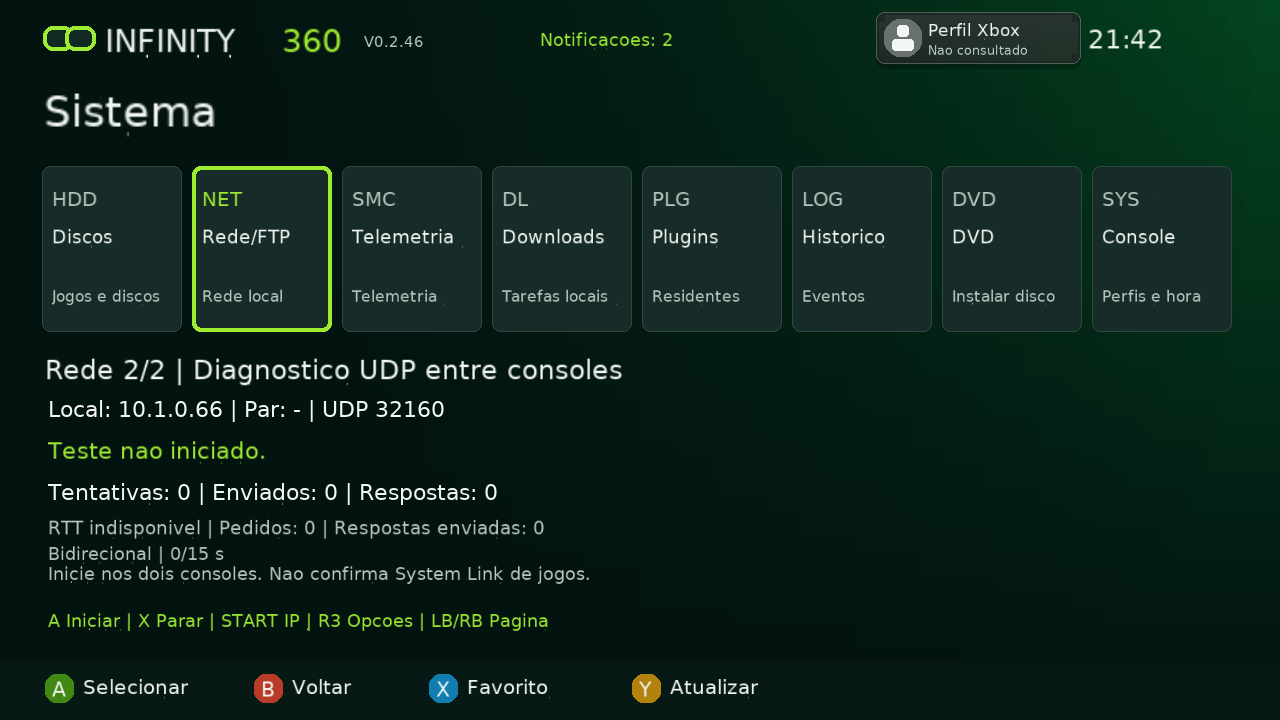 INFINITY 360 V0.2.46 Notificacoes: 2 Perfil Xbox 21:42
Nao consultado
Sistema
HDD NET SMC DL PLG LOG DVD SYS
Discos Rede/FTP Telemetria Downloads Plugins Historico DVD Console
Jogos e discos Rede local Telemetria Tarefas locais Residentes Eventos Instalar disco Perfis e hora
Rede 2/2 | Diagnostico UDP entre consoles
Local: 10.1.0.66 | Par: - | UDP 32160
Teste nao iniciado.
Tentativas: 0 | Enviados: 0 | Respostas: 0
RTT indisponivel | Pedidos: 0 | Respostas enviadas: 0
Bidirecional | 0/15 s
Inicie nos dois consoles. Nao confirma System Link de jogos.
A Iniciar | X Parar | START IP | R3 Opcoes | LB/RB Pagina
A Selecionar B Voltar X Favorito Y Atualizar